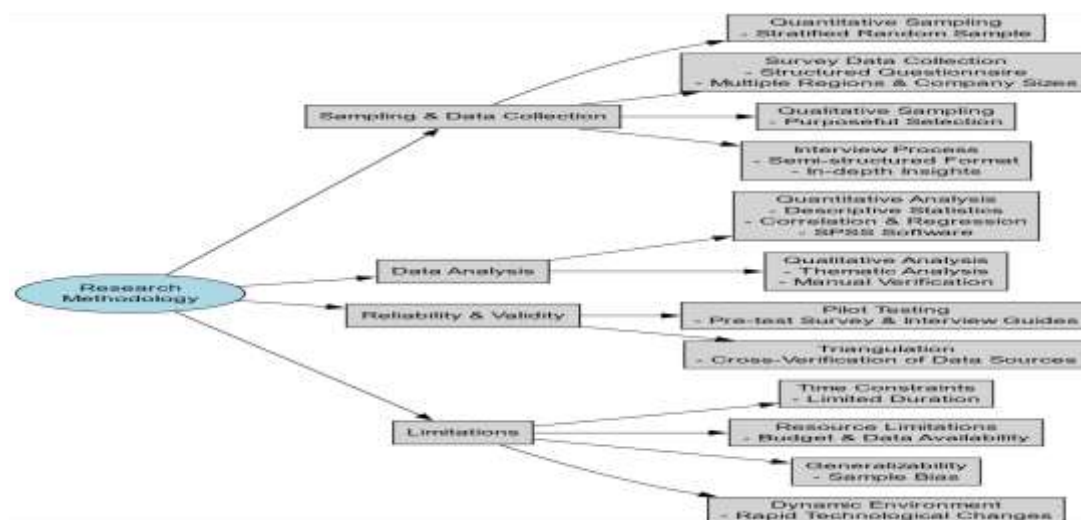 Quantitative Sampling
- Stratified Random Sample
Survey Data Collection
- Structured Questionnaire
- Multiple Regions & Company Sizes
Sampling & Data Collection
Qualitative Sampling
- Purposeful Selection
Interview Process
- Semi-structured Format
- In-depth Insights
Quantitative Analysis
- Descriptive Statistics
- Correlation & Regression
- SPSS Software
Data Analysis
Qualitative Analysis
- Thematic Analysis
- Manual Verification
Research
Methodology
Reliability & Validity
Pilot Testing
- Pre-test Survey & Interview Guides
Triangulation
- Cross-Verification of Data Sources
Time Constraints
- Limited Duration
Limitations
Resource Limitations
- Budget & Data Availability
Generalizability
- Sample Bias
Dynamic Environment
- Rapid Technological Changes